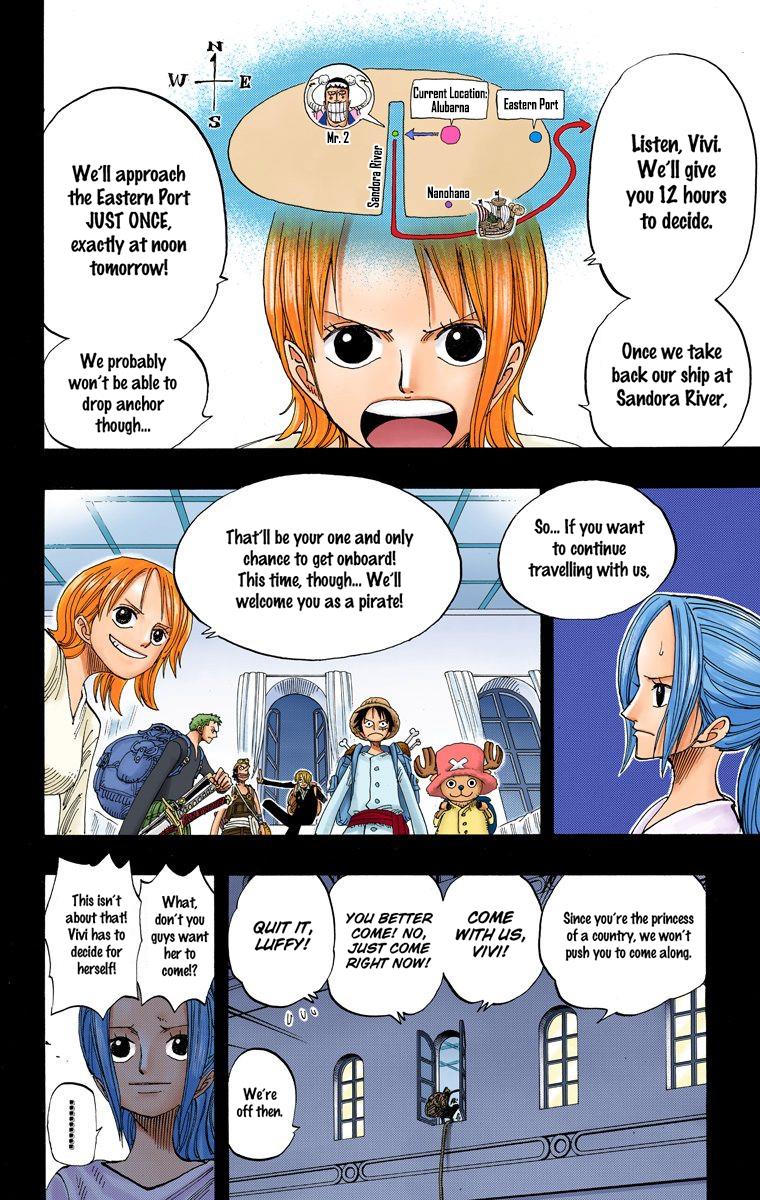 Listen, Vivi.
We'll give
you 12 hours
to decide.
Once we take
back our ship at
Sandora River,
N
W
E
S
Mr. 2
Current Location:
Alubarna
Eastern Port
Sandora River
Nanohana
We'll approach
the Eastern Port
JUST ONCE,
exactly at noon
tomorrow!
We probably
won't be able to
drop anchor
though...
So... If you want
to continue
travelling with us,
That'll be your one and only
chance to get onboard!
This time, though... We'll
welcome you as a pirate!
Since you're the princess
of a country, we won't
push you to come along.
COME
WITH US,
VIVI!
YOU BETTER
COME! NO,
JUST COME
RIGHT NOW!
QUIT IT,
LUFFY!
We're
off then.
What,
don't you
guys want
her to
come!?
This isn't
about that!
Vivi has to
decide for
herself!
.........